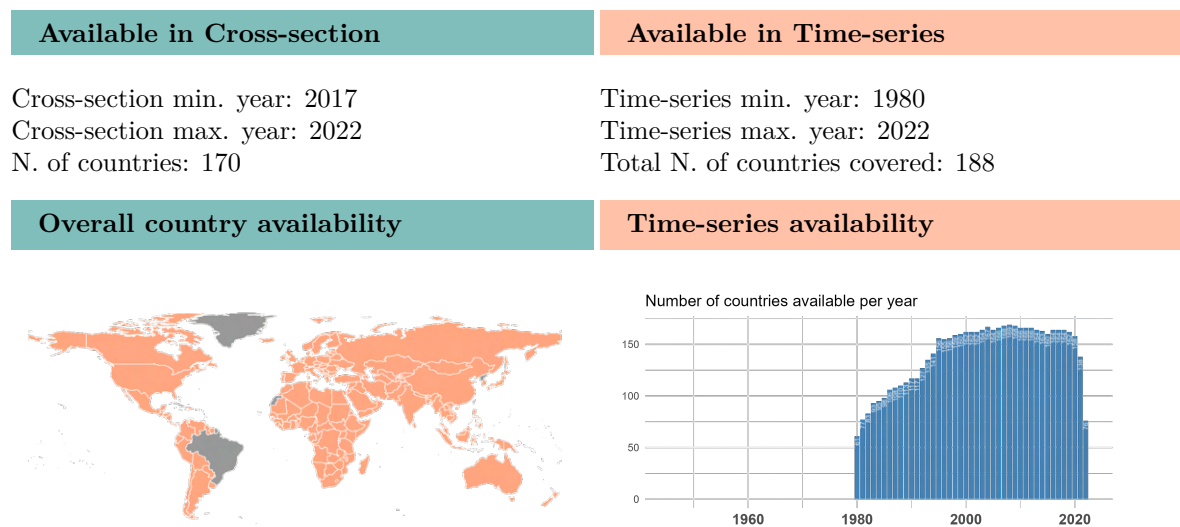 Available in Cross-section
Available in Time-series
Cross-section min. year: 2017
Cross-section max. year: 2022
N. of countries: 170
Time-series min. year: 1980
Time-series max. year: 2022
Total N. of countries covered: 188
Overall country availability
Time-series availability
Number of countries available per year
150
100
50
0
1960
1980
2000
2020